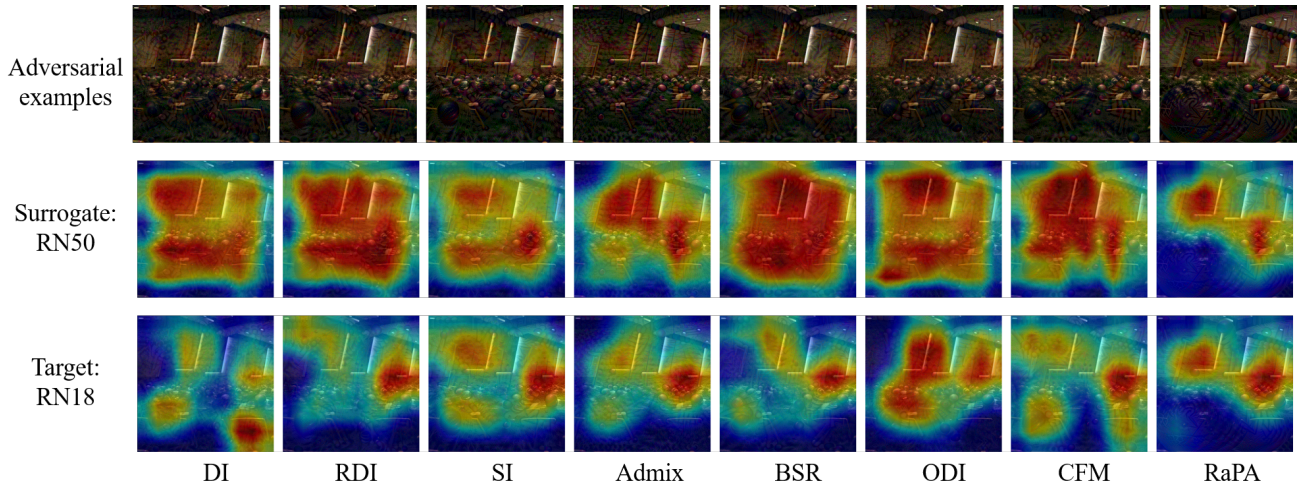 Adversarial
examples
Surrogate:
RN50
Target:
RN18
DI RDI SI Admix BSR ODI CFM RaPA